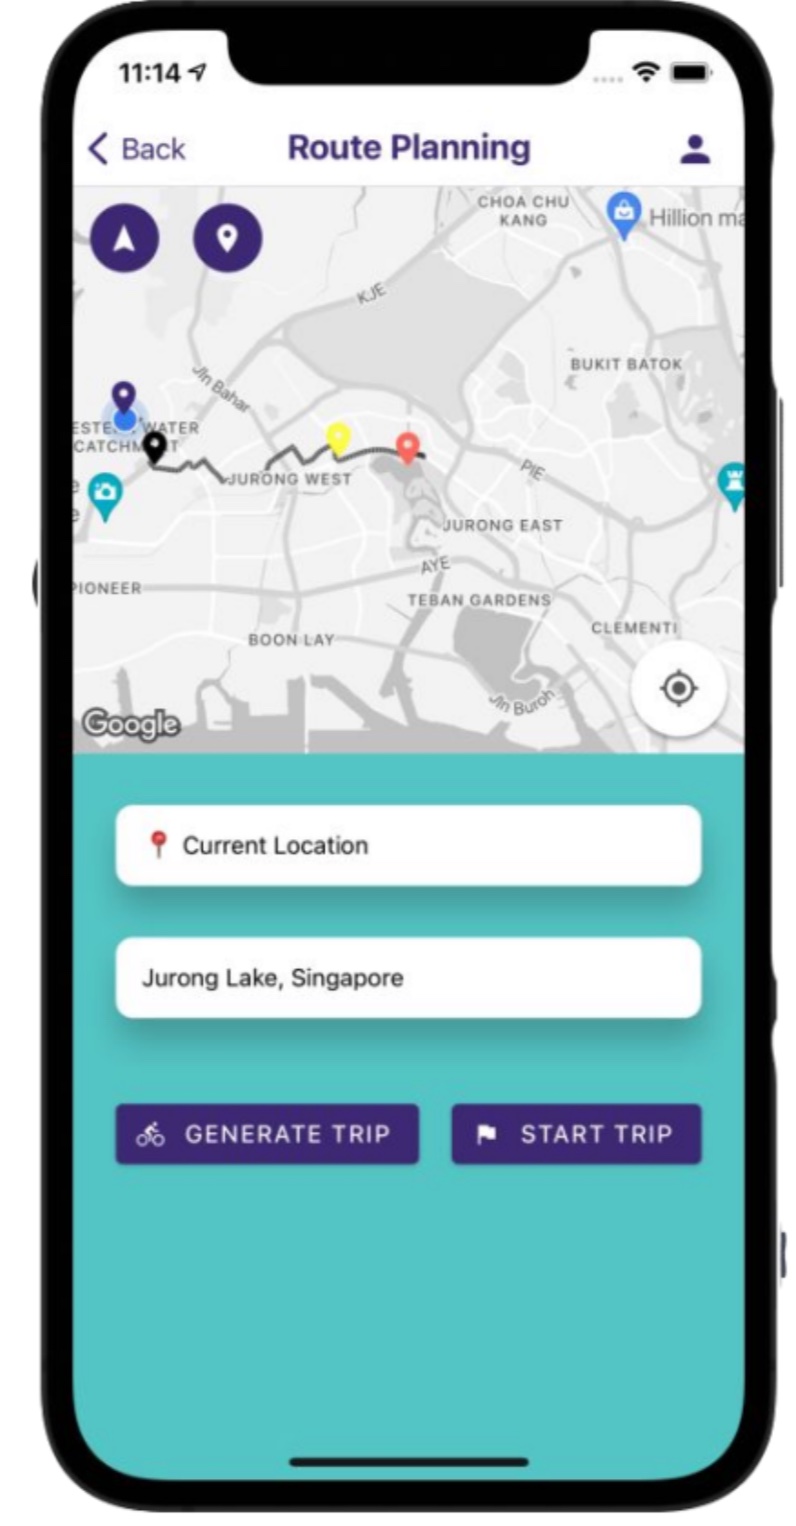 11:14
Back
Route Planning
CHOA CHU
KANG
Hillion ma
KJE
BUKIT BATOK
Jln Bahar
ESTE WATER
CATCHM T
JURONG WEST
PIE
e
e
JURONG EAST
AYE
PIONEER
TEBAN GARDENS
CLEMENTI
BOON LAY
Jln Buroh
Google
Current Location
Jurong Lake, Singapore
GENERATE TRIP
START TRIP